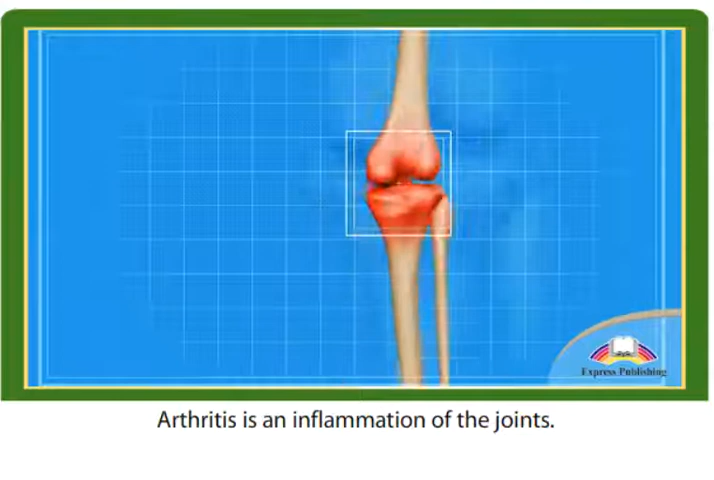 Express Publishing
Arthritis is an inflammation of the joints.